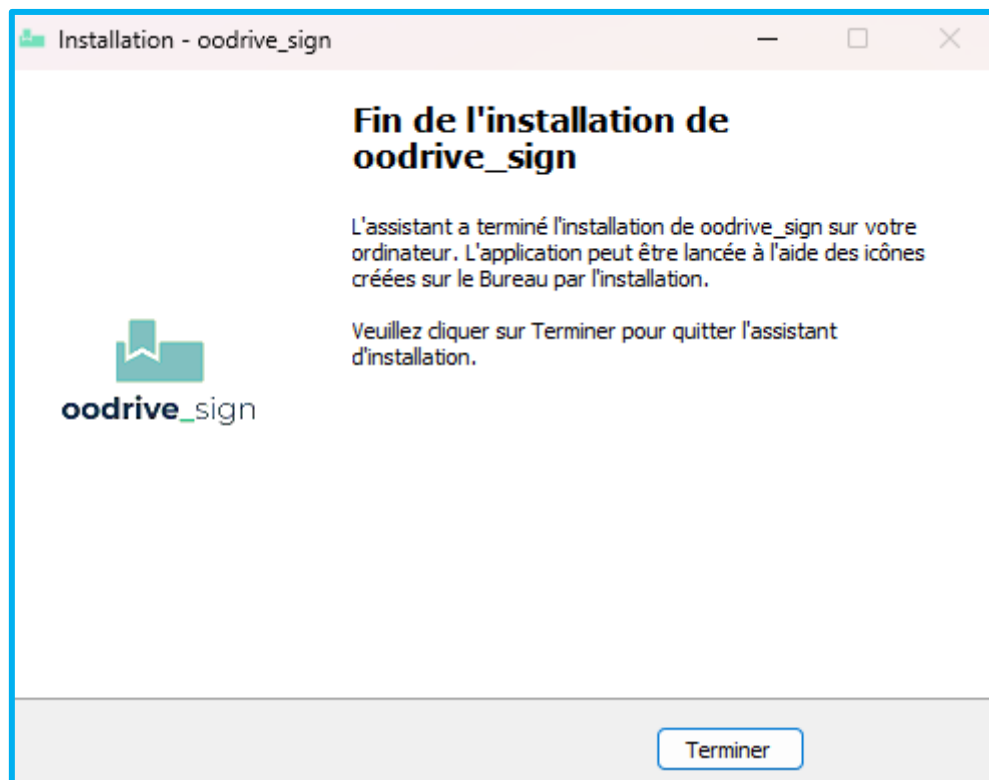 Installation - oodrive_sign
Fin de l'installation de
oodrive_sign
L'assistant a terminé l'installation de oodrive_sign sur votre
ordinateur. L'application peut être lancée à l'aide des icônes
créées sur le Bureau par l'installation.
Veuillez cliquer sur Terminer pour quitter l'assistant
d'installation.
oodrive_sign
Terminer